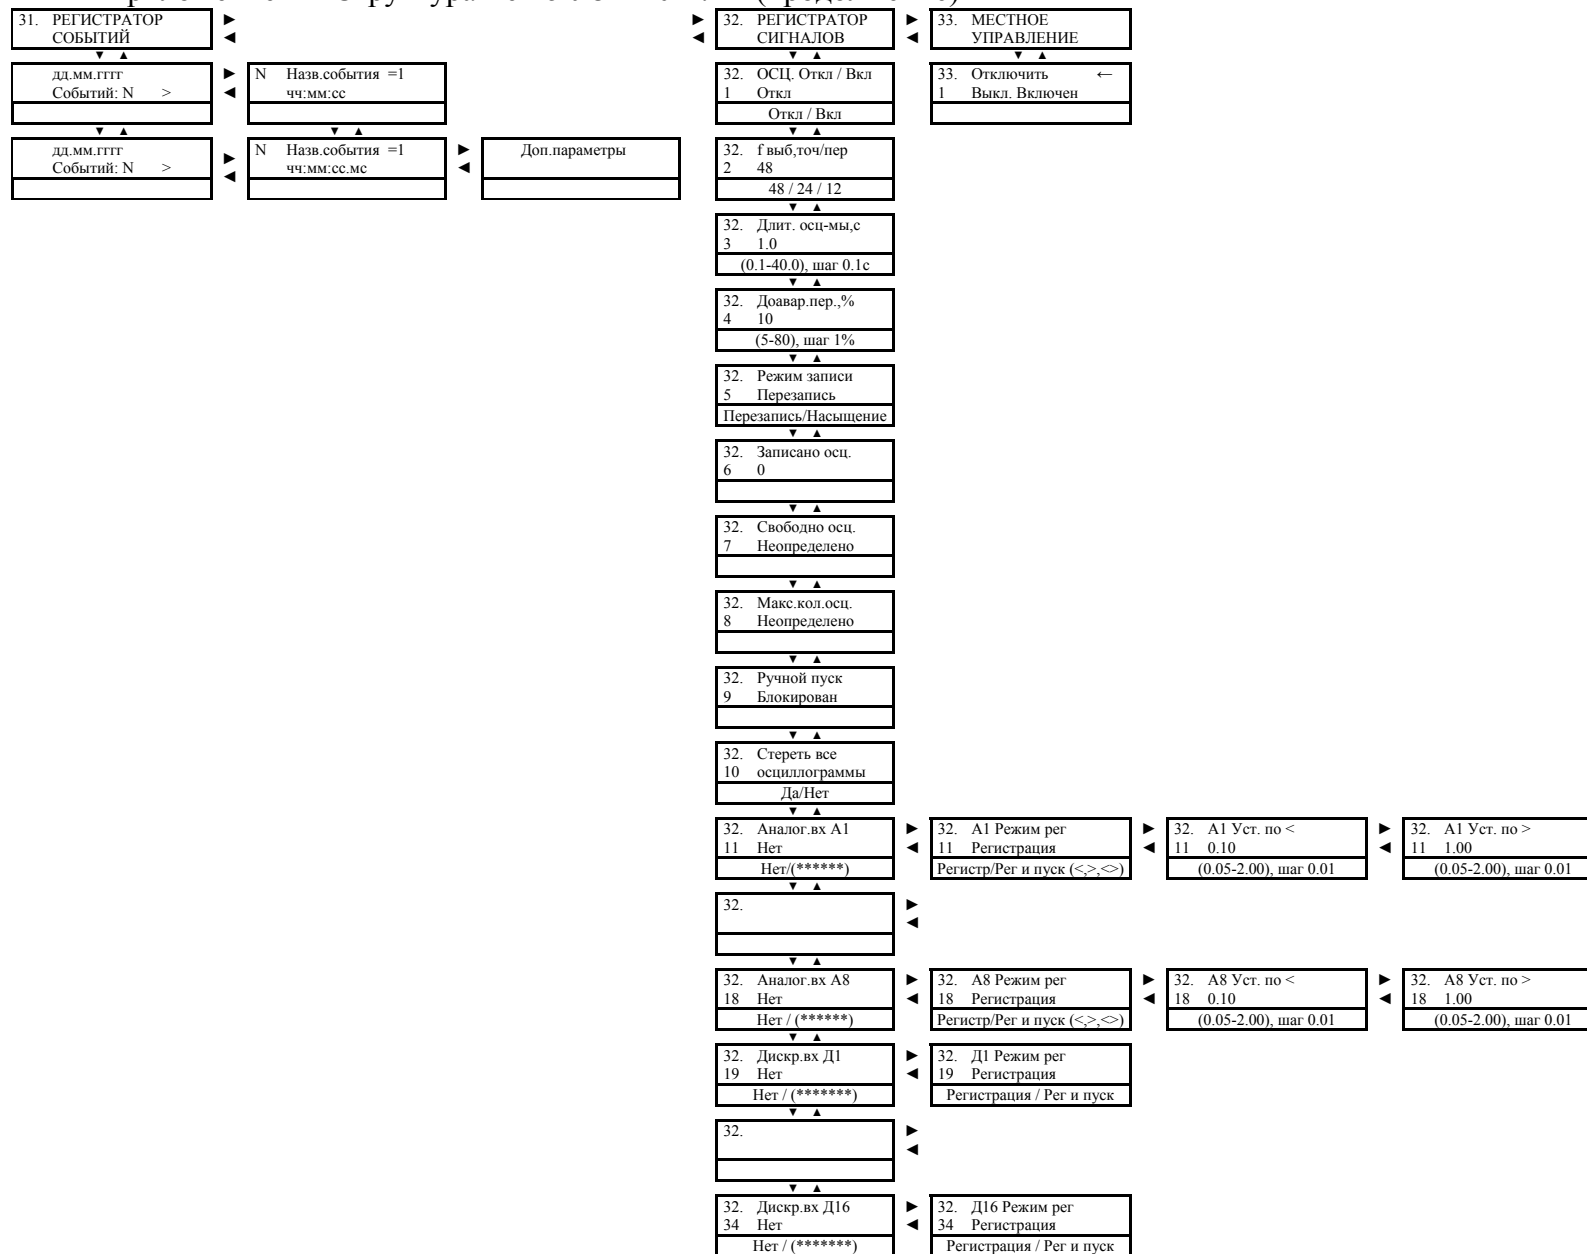 31. РЕГИСТРАТОР
СОБЫТИЙ
▼ ▲
дд.мм.гггг
Событий: N >
N Назв.события =1
чч:мм:сс
▼ ▲
▼ ▲
дд.мм.гггг
Событий: N >
N Назв.события =1
чч:мм:сс.мс
Доп.параметры
32. РЕГИСТРАТОР
СИГНАЛОВ
▼ ▲
32. ОСЦ. Откл / Вкл
1 Откл
Откл / Вкл
▼ ▲
32. f выб,точ/пер
2 48
48 / 24 / 12
▼ ▲
32. Длит. осц-мы,с
3 1.0
(0.1-40.0), шаг 0.1с
▼ ▲
32. Доавар.пер.,%
4 10
(5-80), шаг 1%
▼ ▲
32. Режим записи
5 Перезапись
Перезапись/Насыщение
▼ ▲
32. Записано осц.
6 0
▼ ▲
32. Свободно осц.
7 Неопределено
▼ ▲
32. Макс.кол.осц.
8 Неопределено
▼ ▲
32. Ручной пуск
9 Блокирован
▼ ▲
32. Стереть все
10 осциллограммы
Да/Нет
▼ ▲
32. Аналог.вх А1
11 Нет
Нет/(******)
32. А1 Режим рег
11 Регистрация
Регистр/Рег и пуск (<,>,<>)
32. А1 Уст. по <
11 0.10
(0.05-2.00), шаг 0.01
32. А1 Уст. по >
11 1.00
(0.05-2.00), шаг 0.01
▼ ▲
32.
▼ ▲
32. Аналог.вх А8
18 Нет
Нет / (******)
32. А8 Режим рег
18 Регистрация
Регистр/Рег и пуск (<,>,<>)
32. А8 Уст. по <
18 0.10
(0.05-2.00), шаг 0.01
32. А8 Уст. по >
18 1.00
(0.05-2.00), шаг 0.01
▼ ▲
32. Дискр.вх Д1
19 Нет
Нет / (*******)
32. Д1 Режим рег
19 Регистрация
Регистрация / Рег и пуск
▼ ▲
32.
▼ ▲
32. Дискр.вх Д16
34 Нет
Нет / (*******)
32. Д16 Режим рег
34 Регистрация
Регистрация / Рег и пуск
33. МЕСТНОЕ
УПРАВЛЕНИЕ
▼ ▲
33. Отключить ←
1 Выкл. Включен